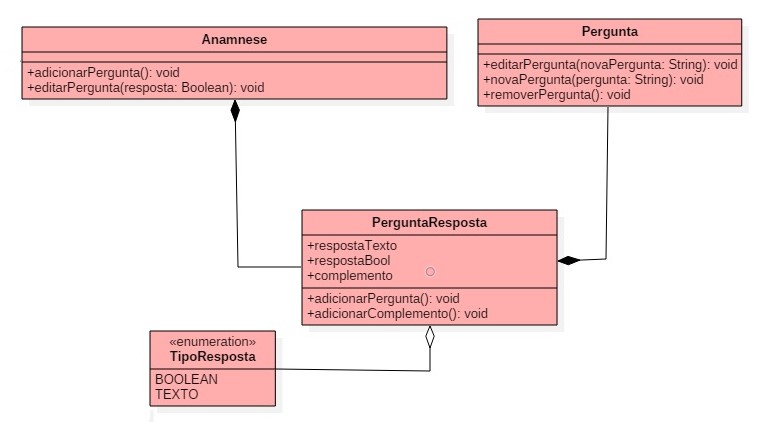 Anamnese
+adicionarPergunta(): void
+editarPergunta(resposta: Boolean): void
Pergunta
+editarPergunta(novaPergunta: String): void
+novaPergunta(pergunta: String): void
+removerPergunta(): void
PerguntaResposta
+respostaTexto
+respostaBool
+complemento
+adicionarPergunta(): void
+adicionarComplemento(): void
«enumeration»
TipoResposta
BOOLEAN
TEXTO